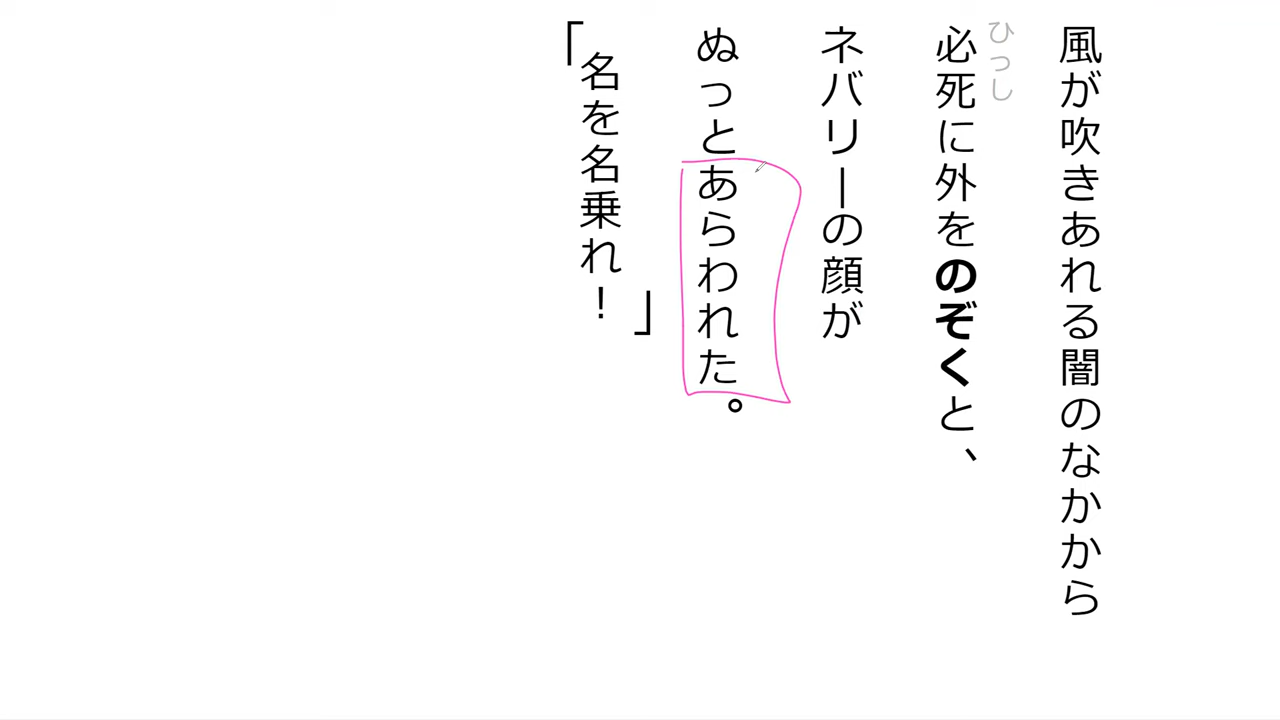 風が吹きあれる闇のなかから
必死に外をのぞくと、
ひっし
ネバリーの顔が
ぬっとあらわれた。
「名を名乗れ！」